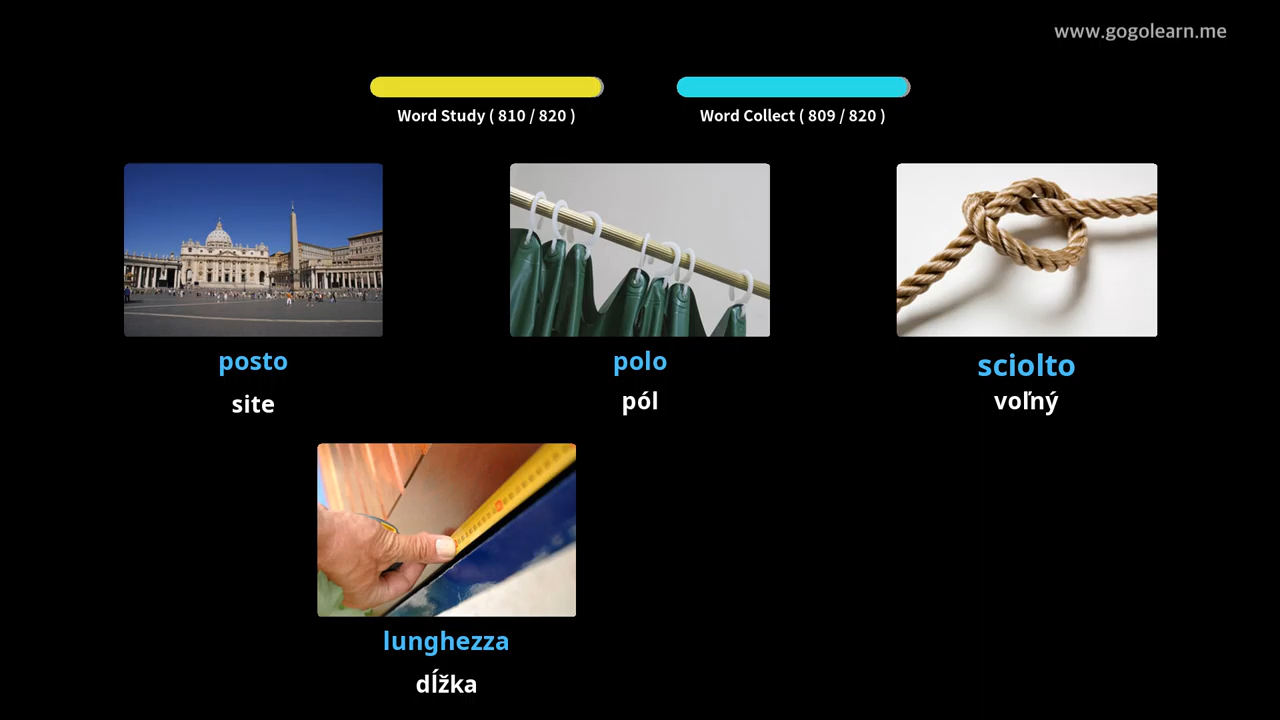 www.gogolearn.me
Word Study ( 810 / 820 )
Word Collect ( 809 / 820 )
posto
polo
sciolto
site
pól
voľný
lunghezza
dĺžka